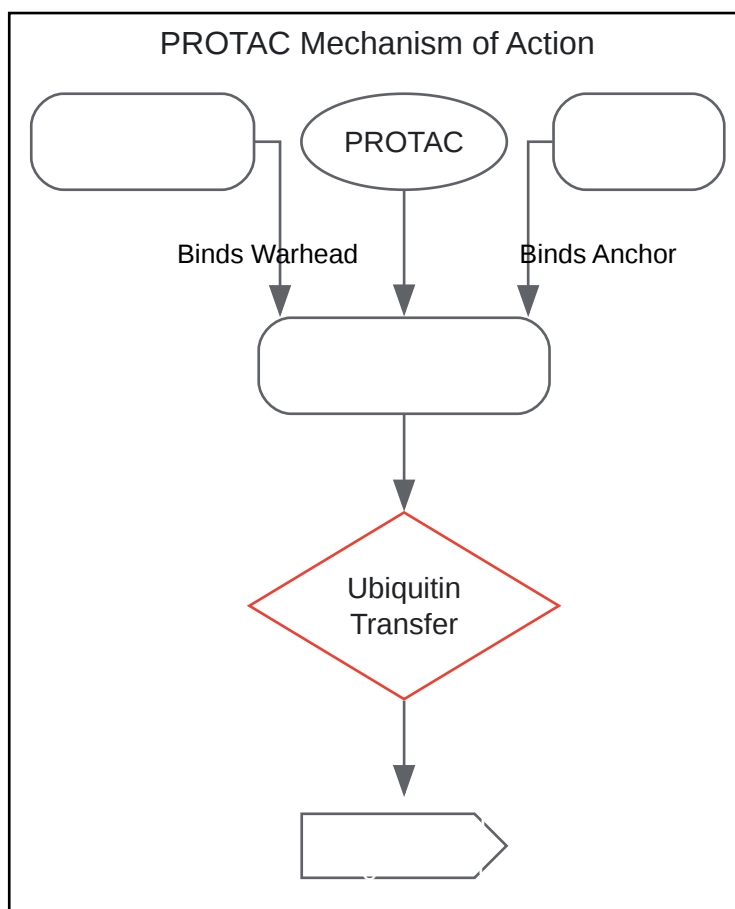 PROTAC Mechanism of Action
PROTAC
Binds Warhead
Binds Anchor
Ubiquitin
Transfer